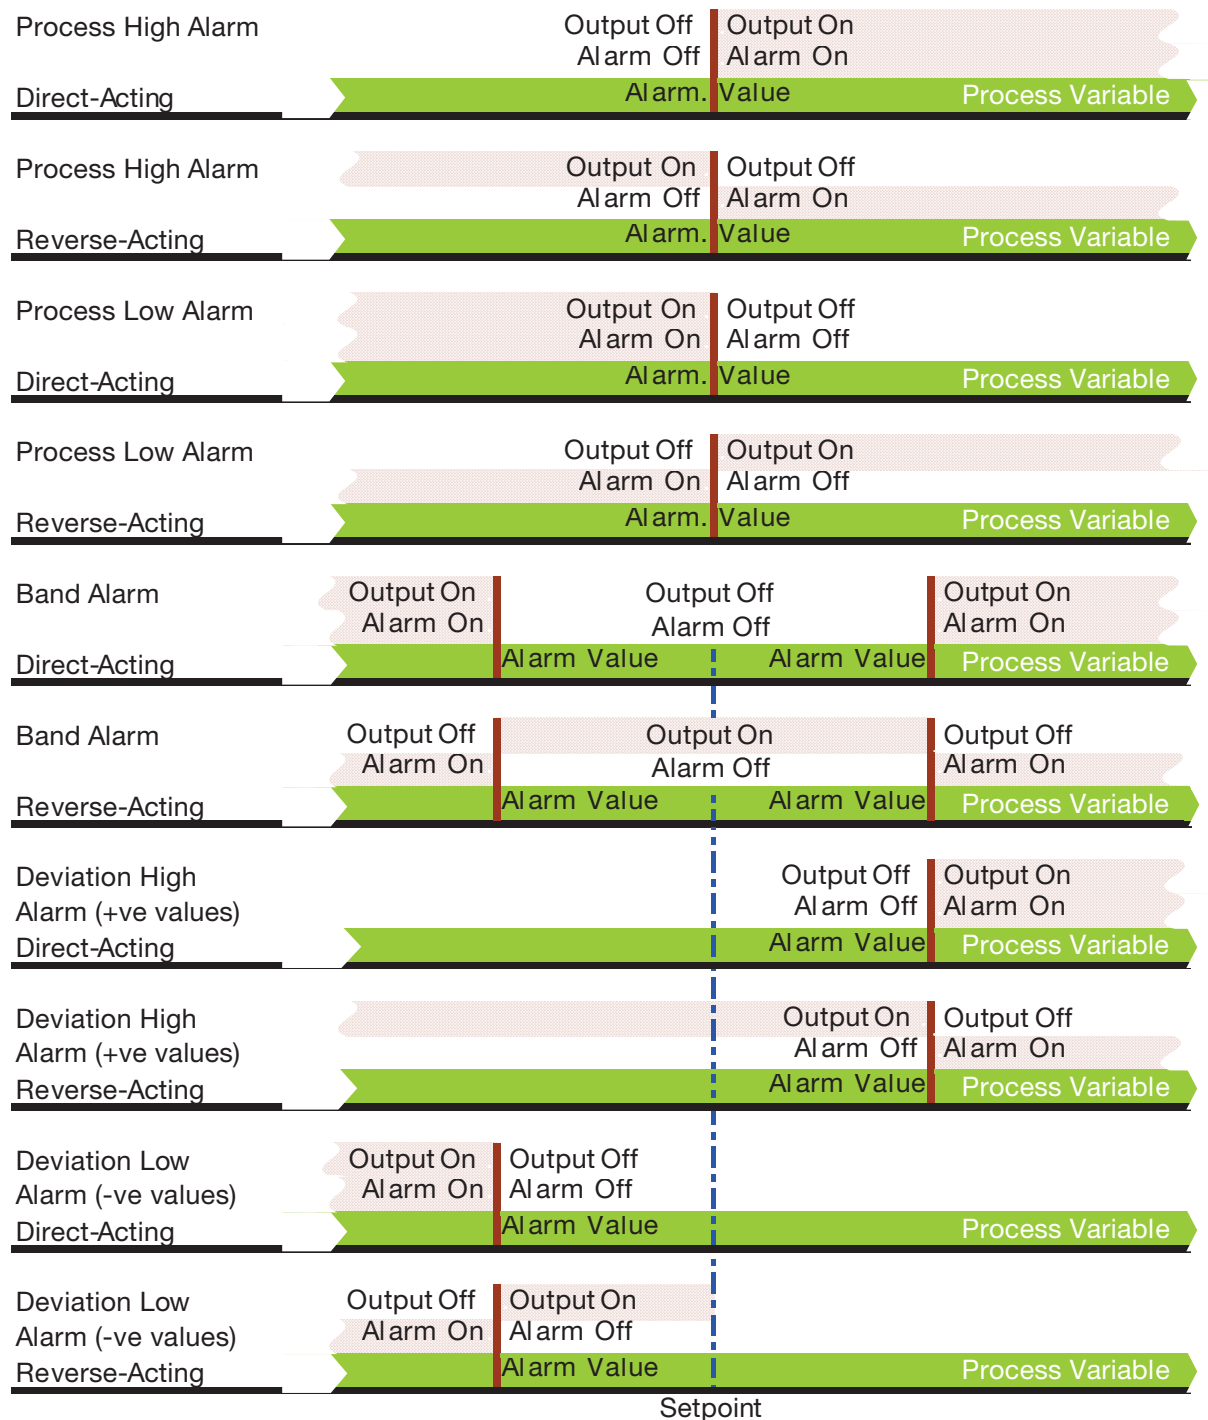 Process High Alarm
Output Off Output On
Alarm Off Alarm On
Direct-Acting
Alarm. Value Process Variable
Process High Alarm
Output On Output Off
Alarm Off Alarm On
Reverse-Acting
Alarm. Value Process Variable
Process Low Alarm
Output On Output Off
Alarm On Alarm Off
Direct-Acting
Alarm. Value Process Variable
Process Low Alarm
Output Off Output On
Alarm On Alarm Off
Reverse-Acting
Alarm. Value Process Variable
Band Alarm
Output On Output Off Output On
Alarm On Alarm Off Alarm On
Direct-Acting
Alarm Value Alarm Value Process Variable
Band Alarm
Output Off Output On Output Off
Alarm On Alarm Off Alarm On
Reverse-Acting
Alarm Value Alarm Value Process Variable
Deviation High Output Off Output On
Alarm (+ve values) Alarm Off Alarm On
Direct-Acting Alarm Value Process Variable
Deviation High Output On Output Off
Alarm (+ve values) Alarm Off Alarm On
Reverse-Acting Alarm Value Process Variable
Deviation Low Output On Output Off
Alarm (-ve values) Alarm On Alarm Off
Direct-Acting Alarm Value Process Variable
Deviation Low Output Off Output On
Alarm (-ve values) Alarm On Alarm Off
Reverse-Acting Alarm Value Process Variable
Setpoint